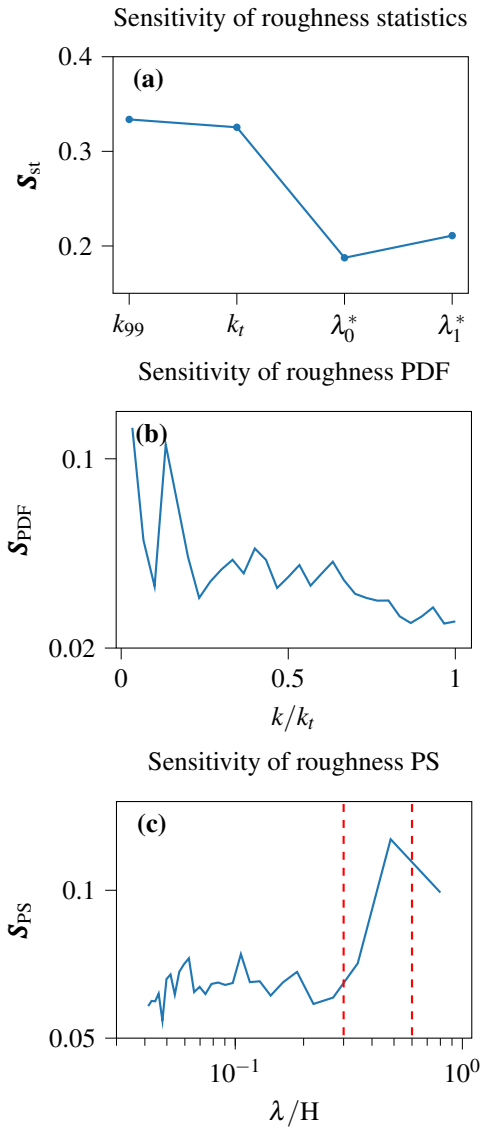 Sensitivity of roughness statistics
(a)
0.4
0.3
0.2
S_st
k_99 k_t λ_0^* λ_1^*
Sensitivity of roughness PDF
(b)
0.1
0.02
S_PDF
0 0.5 1
k/k_t
Sensitivity of roughness PS
(c)
0.1
0.05
S_PS
10^−1 10^0
λ/H